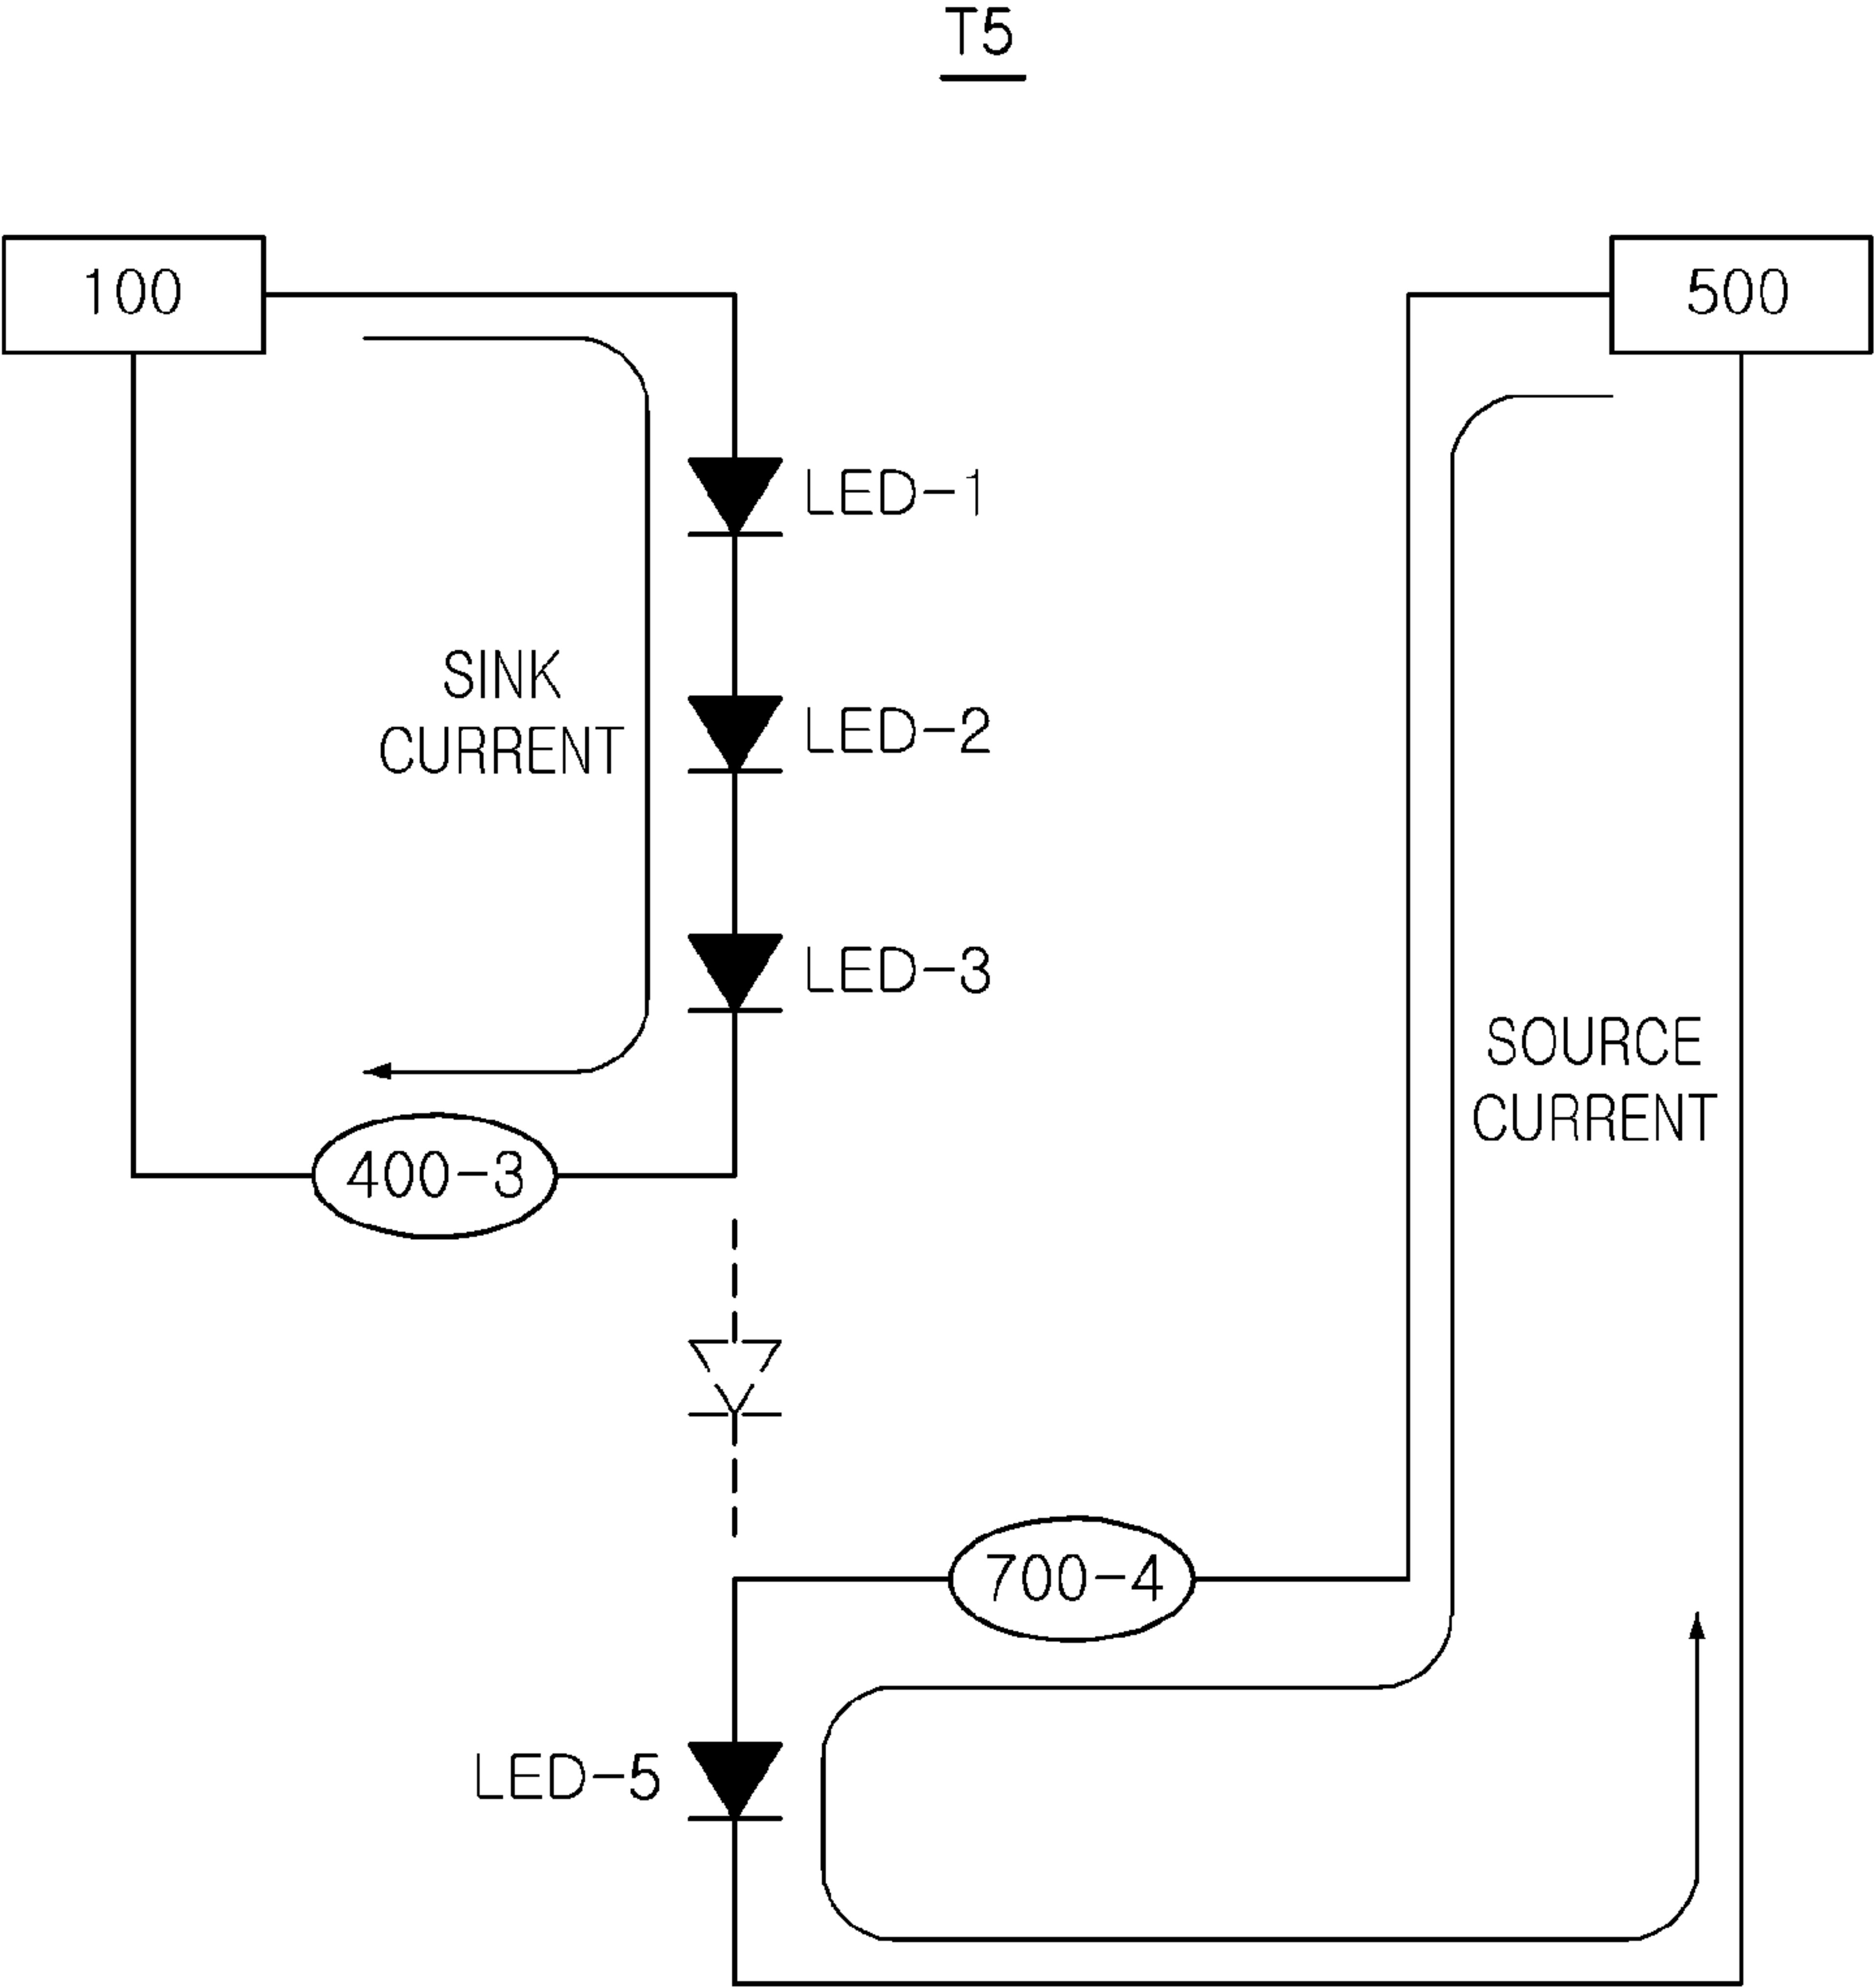 T5
100
500
LED-1
SINK
CURRENT
LED-2
LED-3
SOURCE
CURRENT
400-3
700-4
LED-5